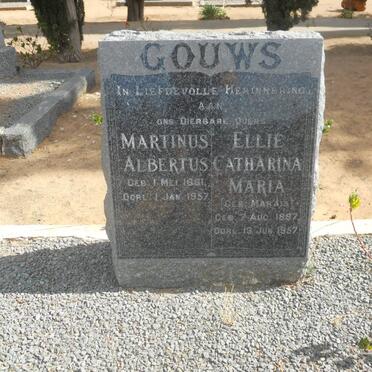 GOUWS
IN LIEFDEVOLLE HERINNERING
AAN
ONS DIERBARE OUERS
MARTINUS
ALBERTUS
GEB. 1 MEI 1881
OORL. 1 JAN. 1957
ELLIE
CATHARINA
MARIA
(GEB. MARAIS)
GEB. 7 AUG. 1887
OORL. 13 JUN. 1957